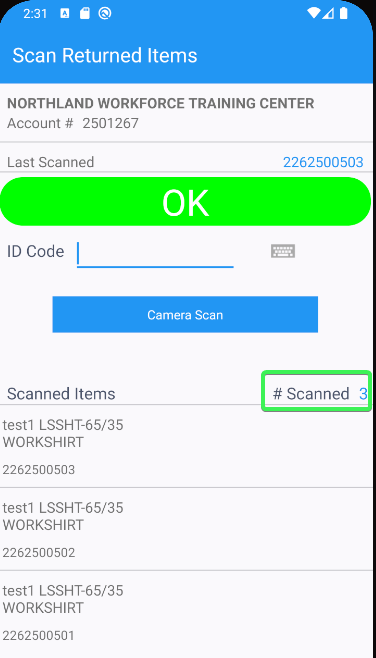 2:31
Scan Returned Items
NORTHLAND WORKFORCE TRAINING CENTER
Account # 2501267
Last Scanned 2262500503
OK
ID Code
Camera Scan
Scanned Items # Scanned 3
test1 LSSHT-65/35
WORKSHIRT
2262500503
test1 LSSHT-65/35
WORKSHIRT
2262500502
test1 LSSHT-65/35
WORKSHIRT
2262500501